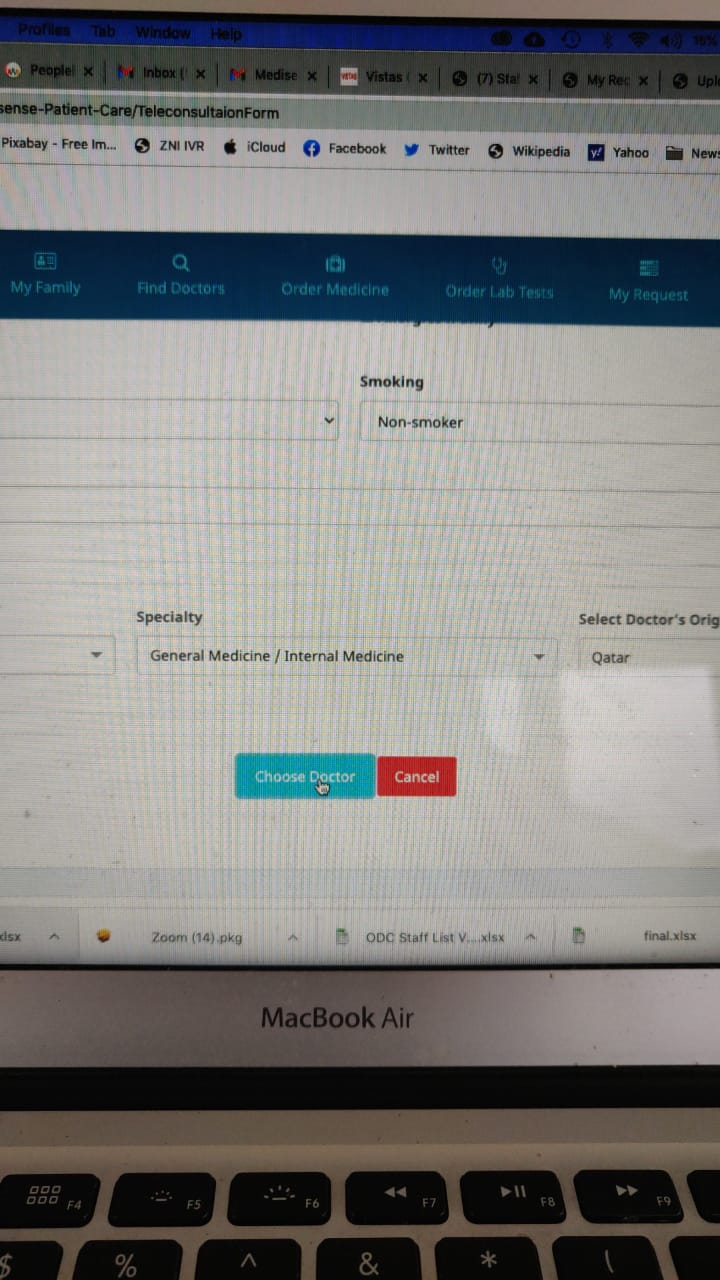 Profiles Tab Window Help 15%
People Inbox ( Medise Vistas ( (7) Sta My Rec Uplo
sense-Patient-Care/TeleconsultaionForm
Pixabay - Free Im... ZNI IVR iCloud Facebook Twitter Wikipedia Yahoo News
My Family Find Doctors Order Medicine Order Lab Tests My Request
Smoking
Non-smoker
Specialty Select Doctor's Orig
General Medicine / Internal Medicine Qatar
Choose Doctor Cancel
xlsx Zoom (14).pkg ODC Staff List V....xlsx final.xlsx
MacBook Air
F4 F5 F6 F7 F8 F9
$ % ^ & * (